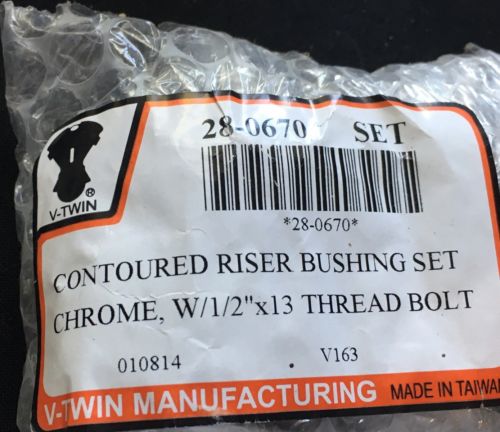 28-0670 SET
V-TWIN ®
*28-0670*
CONTOURED RISER BUSHING SET
CHROME, W/1/2"x13 THREAD BOLT
010814 . V163 .
V-TWIN MANUFACTURING MADE IN TAIWAN